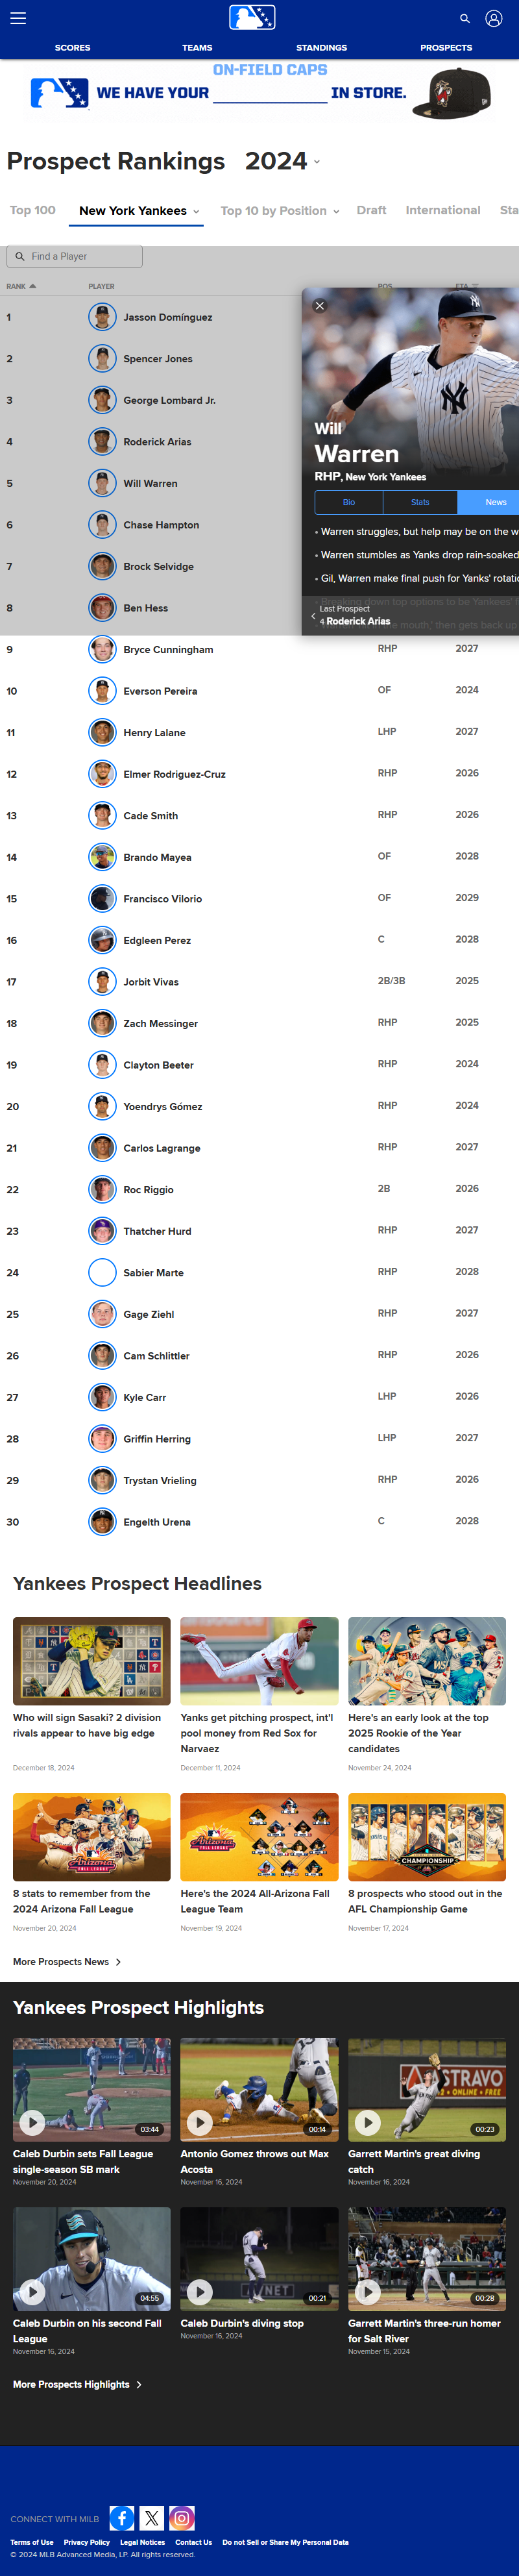 SCORES
TEAMS
STANDINGS
PROSPECTS
ON-FIELD CAPS
WE HAVE YOUR ____________ IN STORE.
Prospect Rankings 2024
Top 100
New York Yankees
Top 10 by Position
Draft
International
Sta
Find a Player
RANK
PLAYER
POS
ETA
1 Jasson Domínguez
2 Spencer Jones
3 George Lombard Jr.
4 Roderick Arias
5 Will Warren
6 Chase Hampton
7 Brock Selvidge
8 Ben Hess
Will
Warren
RHP, New York Yankees
Bio
Stats
News
• Warren struggles, but help may be on the w
• Warren stumbles as Yanks drop rain-soaked
• Gil, Warren make final push for Yanks' rotatio
Last Prospect
4 Roderick Arias
9 Bryce Cunningham RHP 2027
10 Everson Pereira OF 2024
11 Henry Lalane LHP 2027
12 Elmer Rodriguez-Cruz RHP 2026
13 Cade Smith RHP 2026
14 Brando Mayea OF 2028
15 Francisco Vilorio OF 2029
16 Edgleen Perez C 2028
17 Jorbit Vivas 2B/3B 2025
18 Zach Messinger RHP 2025
19 Clayton Beeter RHP 2024
20 Yoendrys Gómez RHP 2024
21 Carlos Lagrange RHP 2027
22 Roc Riggio 2B 2026
23 Thatcher Hurd RHP 2027
24 Sabier Marte RHP 2028
25 Gage Ziehl RHP 2027
26 Cam Schlittler RHP 2026
27 Kyle Carr LHP 2026
28 Griffin Herring LHP 2027
29 Trystan Vrieling RHP 2026
30 Engelth Urena C 2028
Yankees Prospect Headlines
Who will sign Sasaki? 2 division
rivals appear to have big edge
December 18, 2024
Yanks get pitching prospect, int'l
pool money from Red Sox for
Narvaez
December 11, 2024
Here's an early look at the top
2025 Rookie of the Year
candidates
November 24, 2024
Arizona
FALL LEAGUE
8 stats to remember from the
2024 Arizona Fall League
November 20, 2024
Arizona
FALL LEAGUE
Here's the 2024 All-Arizona Fall
League Team
November 19, 2024
CHAMPIONSHIP
8 prospects who stood out in the
AFL Championship Game
November 17, 2024
More Prospects News
Yankees Prospect Highlights
03:44
Caleb Durbin sets Fall League
single-season SB mark
November 20, 2024
00:14
Antonio Gomez throws out Max
Acosta
November 16, 2024
STRAVO
ONLINE • FREE
00:23
Garrett Martin's great diving
catch
November 16, 2024
04:55
Caleb Durbin on his second Fall
League
November 16, 2024
NET
00:21
Caleb Durbin's diving stop
November 16, 2024
00:28
Garrett Martin's three-run homer
for Salt River
November 15, 2024
More Prospects Highlights
CONNECT WITH MILB
Terms of Use
Privacy Policy
Legal Notices
Contact Us
Do not Sell or Share My Personal Data
© 2024 MLB Advanced Media, LP. All rights reserved.